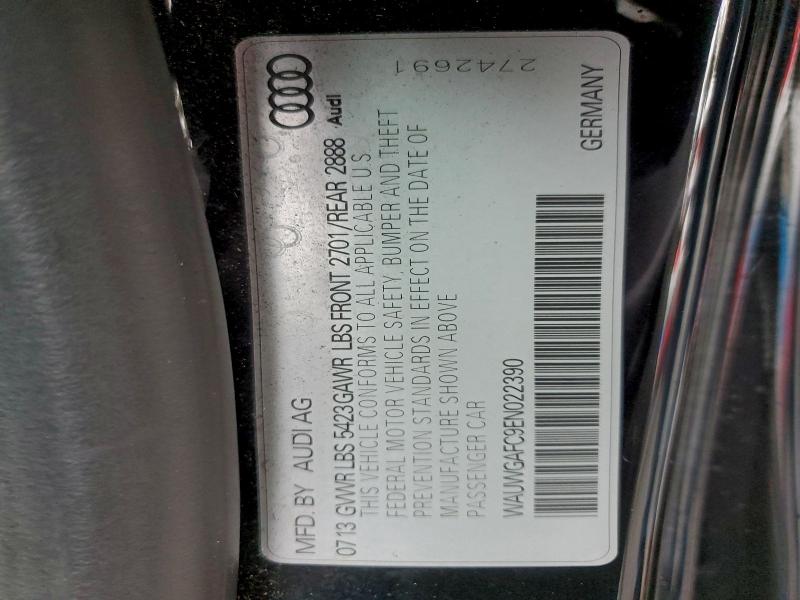 MFD. BY AUDI AG
0713 GVWR LBS 5423 GAWR LBS FRONT 2701/REAR 2888
Audi
THIS VEHICLE CONFORMS TO ALL APPLICABLE U.S.
FEDERAL MOTOR VEHICLE SAFETY, BUMPER AND THEFT
PREVENTION STANDARDS IN EFFECT ON THE DATE OF
MANUFACTURE SHOWN ABOVE
PASSENGER CAR
WAUWGAFC9EN022390
GERMANY
2742691